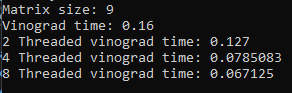 Matrix size: 9
Vinograd time: 0.16
2 Threaded vinograd time: 0.127
4 Threaded vinograd time: 0.0785083
8 Threaded vinograd time: 0.067125